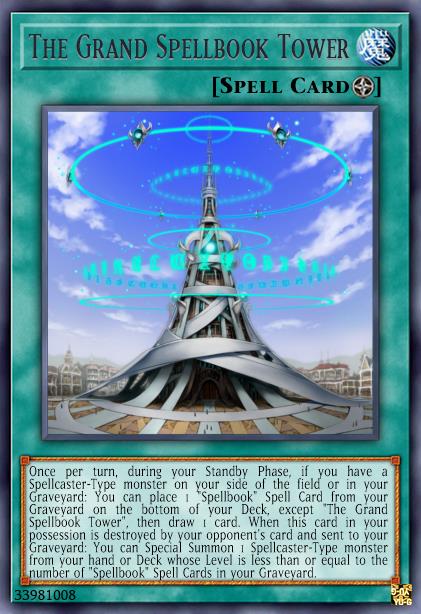 The Grand Spellbook Tower
魔
[Spell Card]
Once per turn, during your Standby Phase, if you have a
Spellcaster-Type monster on your side of the field or in your
Graveyard: You can place 1 "Spellbook" Spell Card from your
Graveyard on the bottom of your Deck, except "The Grand
Spellbook Tower", then draw 1 card. When this card in your
possession is destroyed by your opponent's card and sent to your
Graveyard: You can Special Summon 1 Spellcaster-Type monster
from your hand or Deck whose Level is less than or equal to the
number of "Spellbook" Spell Cards in your Graveyard.
33981008